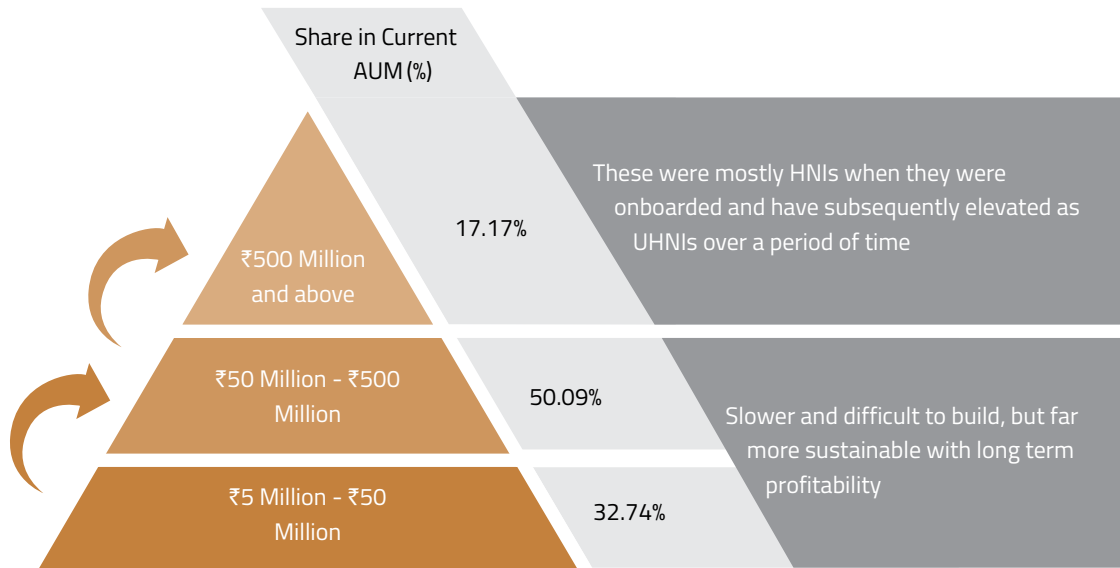 Share in Current
AUM (%)
₹500 Million
and above
17.17%
These were mostly HNIs when they were
onboarded and have subsequently elevated as
UHNIs over a period of time
₹50 Million - ₹500
Million
50.09%
Slower and difficult to build, but far
more sustainable with long term
profitability
₹5 Million - ₹50
Million
32.74%